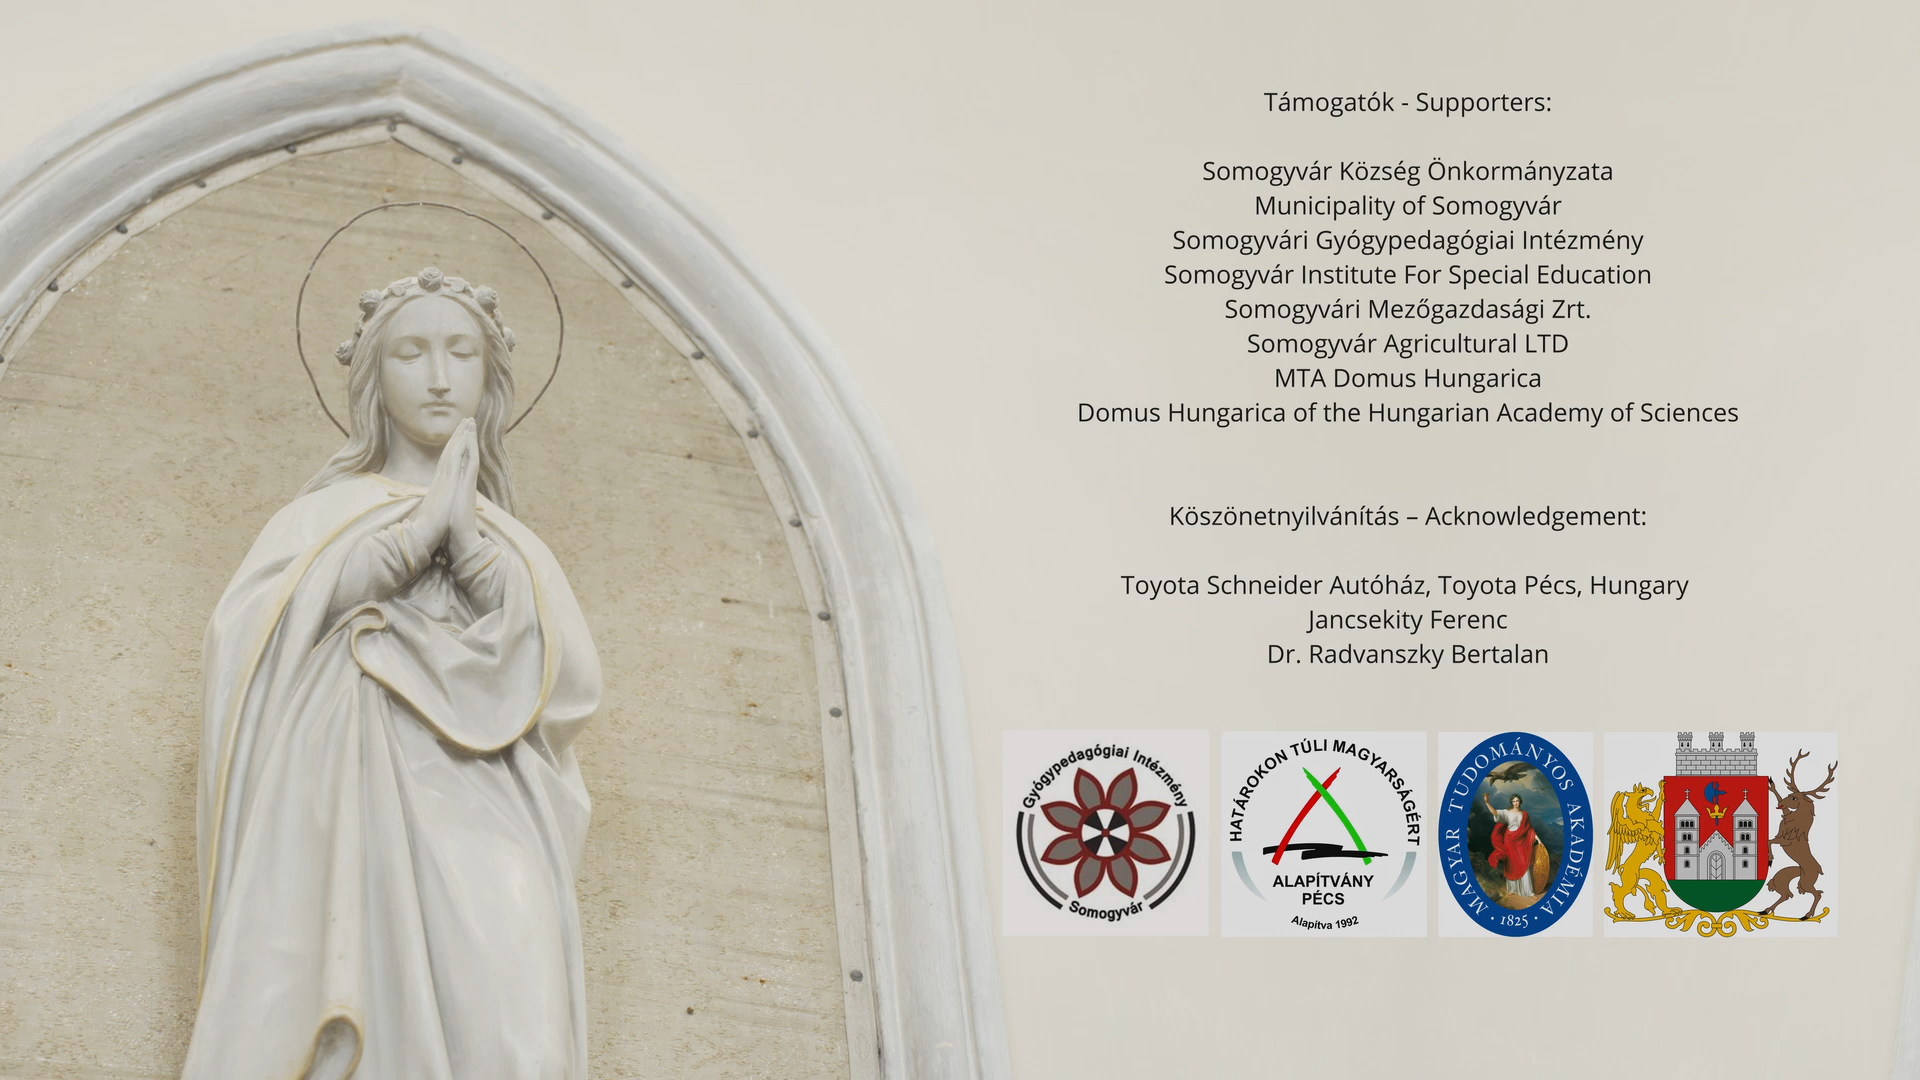 Támogatók - Supporters:
Somogyvár Község Önkormányzata
Municipality of Somogyvár
Somogyvári Gyógypedagógiai Intézmény
Somogyvár Institute For Special Education
Somogyvári Mezőgazdasági Zrt.
Somogyvár Agricultural LTD
MTA Domus Hungarica
Domus Hungarica of the Hungarian Academy of Sciences
Köszönetnyilvánítás – Acknowledgement:
Toyota Schneider Autóház, Toyota Pécs, Hungary
Jancsekity Ferenc
Dr. Radvanszky Bertalan
Gyógypedagógiai Intézmény
Somogyvár
HATÁROKON TÚLI MAGYARSÁGÉRT
ALAPÍTVÁNY
PÉCS
Alapítva 1992
MAGYAR TUDOMÁNYOS AKADÉMIA
· 1825 ·